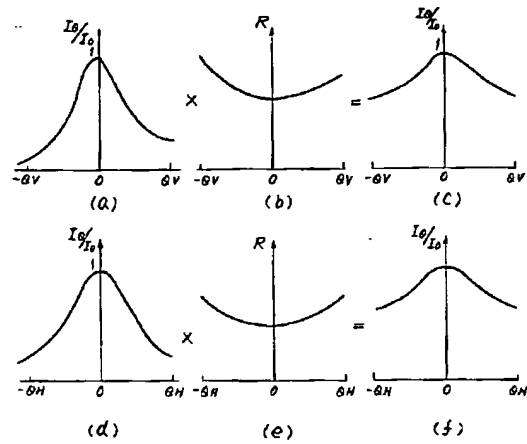 Iθ/I0 R Iθ/I0
1 1
× =
-θV 0 θV -θV 0 θV -θV 0 θV
(a) (b) (c)
Iθ/I0 R Iθ/I0
1
× =
-θH 0 θH -θH 0 θH -θH 0 θH
(d) (e) (f)